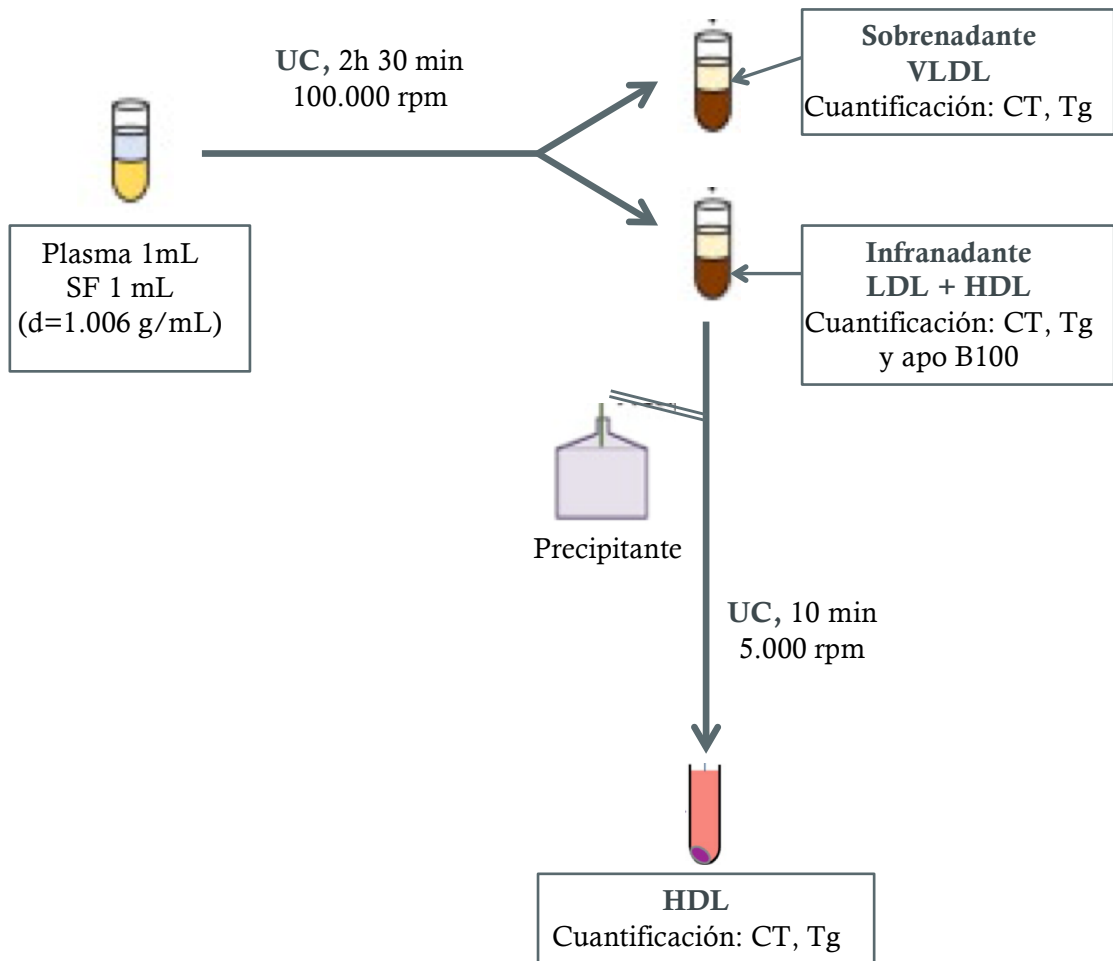 UC, 2h 30 min
100.000 rpm
Sobrenadante
VLDL
Cuantificación: CT, Tg
Plasma 1mL
SF 1 mL
(d=1.006 g/mL)
Infranadante
LDL + HDL
Cuantificación: CT, Tg
y apo B100
Precipitante
UC, 10 min
5.000 rpm
HDL
Cuantificación: CT, Tg